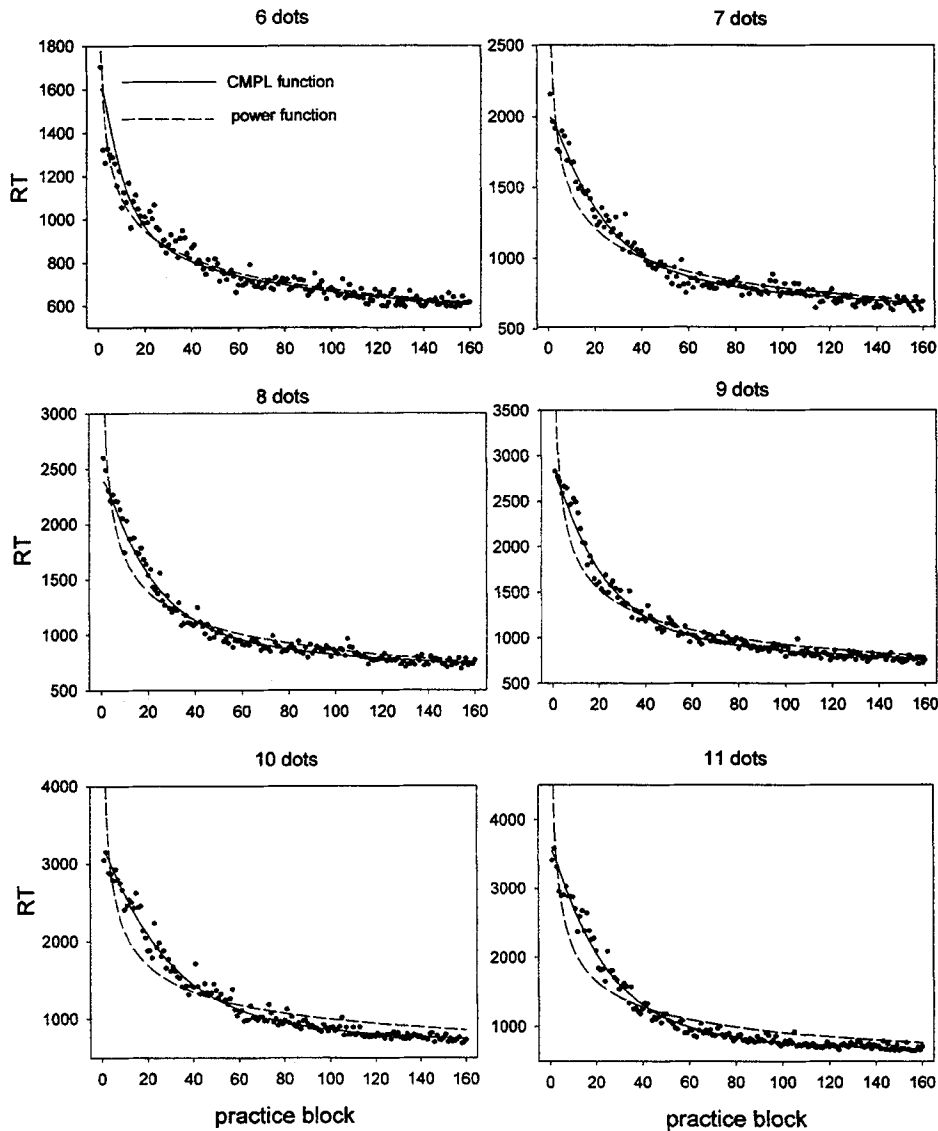 6 dots
1800
1600
1400
1200
1000
800
600
RT
CMPL function
power function
0 20 40 60 80 100 120 140 160
7 dots
2500
2000
1500
1000
500
0 20 40 60 80 100 120 140 160
8 dots
3000
2500
2000
1500
1000
500
RT
0 20 40 60 80 100 120 140 160
9 dots
3500
3000
2500
2000
1500
1000
500
0 20 40 60 80 100 120 140 160
10 dots
4000
3000
2000
1000
RT
0 20 40 60 80 100 120 140 160
practice block
11 dots
4000
3000
2000
1000
0 20 40 60 80 100 120 140 160
practice block